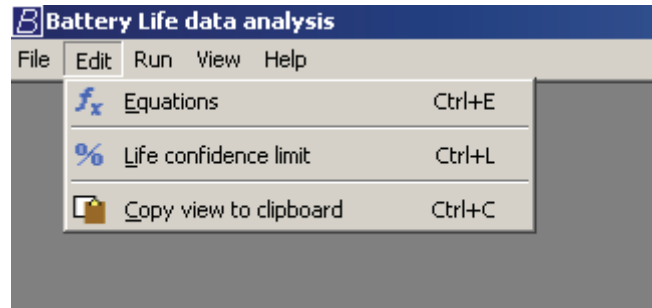 B Battery Life data analysis
File Edit Run View Help
fx Equations Ctrl+E
% Life confidence limit Ctrl+L
Copy view to clipboard Ctrl+C